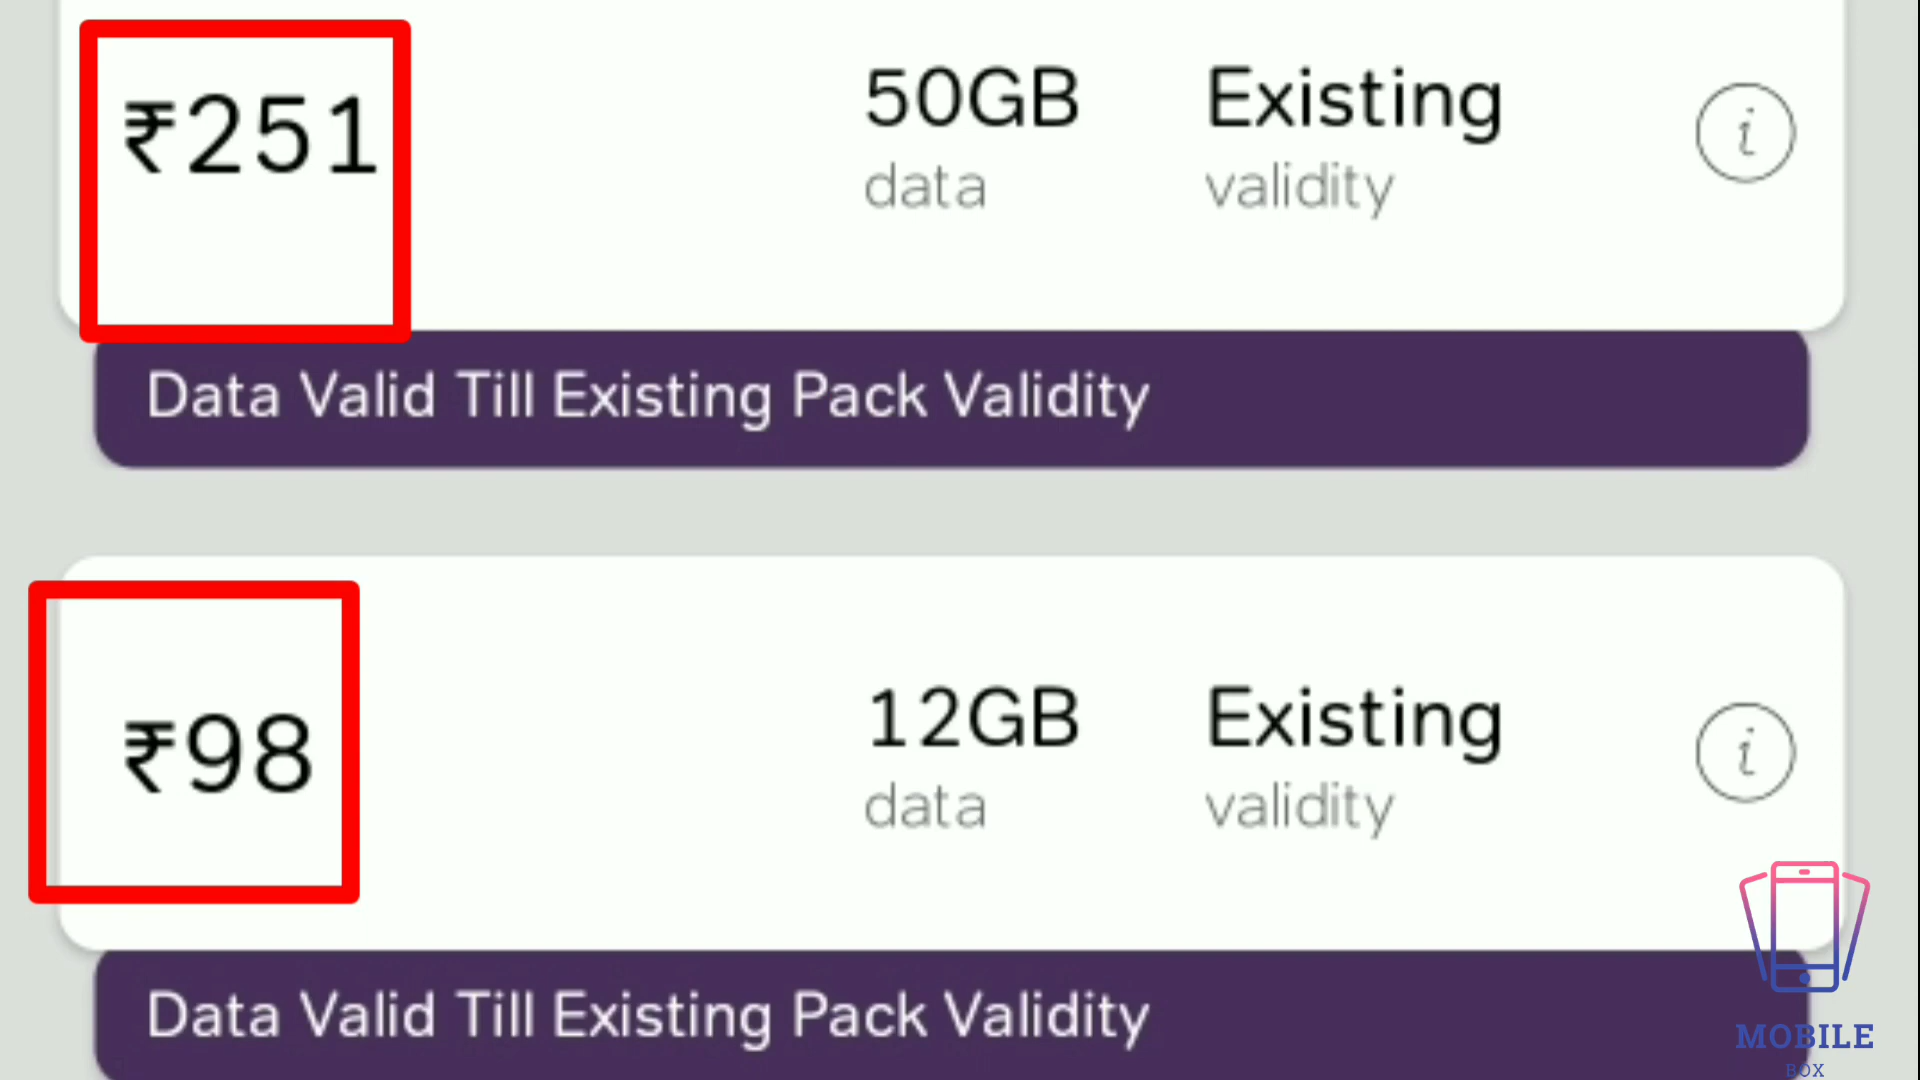 ₹251
50GB
Existing
i
data
validity
Data Valid Till Existing Pack Validity
₹98
12GB
Existing
i
data
validity
Data Valid Till Existing Pack Validity
MOBILE
BOX